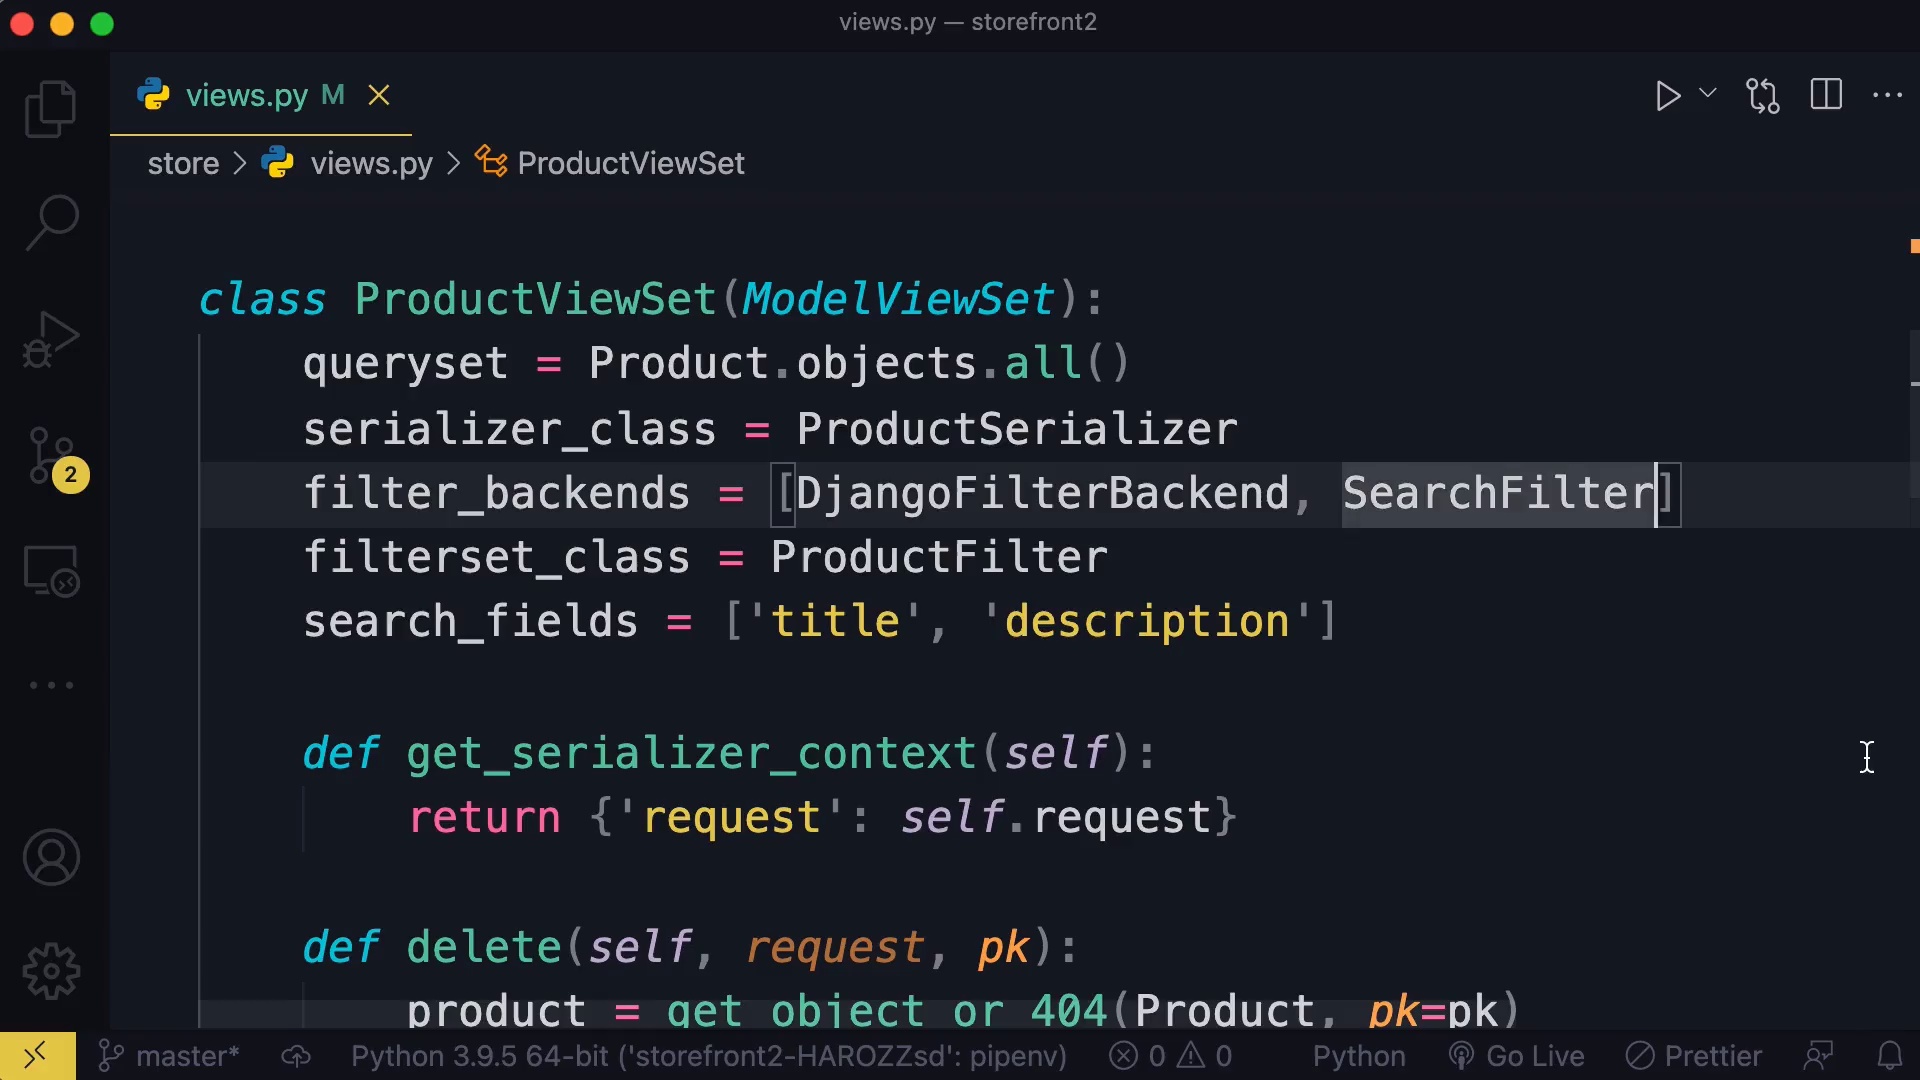 views.py — storefront2
views.py M
store > views.py > ProductViewSet
class ProductViewSet(ModelViewSet):
queryset = Product.objects.all()
serializer_class = ProductSerializer
filter_backends = [DjangoFilterBackend, SearchFilter]
filterset_class = ProductFilter
search_fields = ['title', 'description']
def get_serializer_context(self):
return {'request': self.request}
def delete(self, request, pk):
product = get_object_or_404(Product, pk=pk)
2
master* Python 3.9.5 64-bit ('storefront2-HAROZZsd': pipenv) 0 0 Python Go Live Prettier